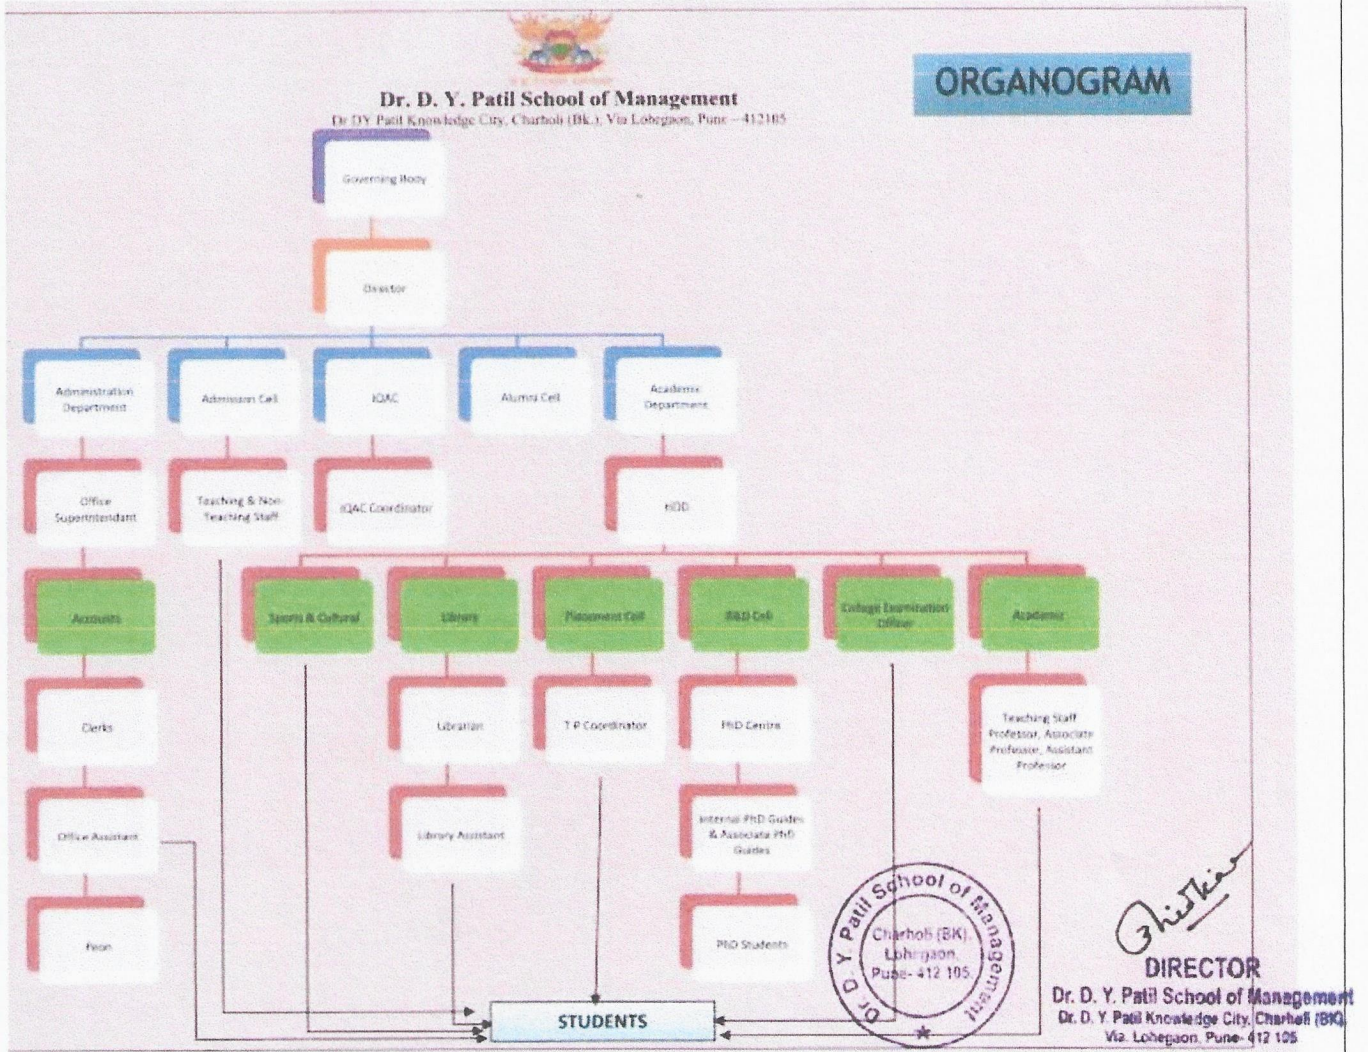 ORGANOGRAM
Dr. D. Y. Patil School of Management
Dr DY Patil Knowledge City, Charholi (Bk.), Via Lohegaon, Pune – 412105
Governing Body
Director
Administration
Department
Admission Cell
IQAC
Alumni Cell
Academic
Department
Office
Superintendant
Teaching & Non-
Teaching Staff
IQAC Coordinator
HOD
Accounts
Sports & Cultural
Library
Placement Cell
R&D Cell
College Examination
Officer
Academic
Clerks
Librarian
T P Coordinator
PhD Centre
Teaching Staff
Professor, Associate
Professor, Assistant
Professor
Office Assistant
Library Assistant
Internal PhD Guides
& Associate PhD
Guides
Peon
PhD Students
STUDENTS
Dr. D. Y. Patil School of Management
Charholi (BK).
Lohegaon,
Pune- 412 105.
DIRECTOR
Dr. D. Y. Patil School of Management
Dr. D. Y. Patil Knowledge City, Charholi (BK),
Via. Lohegaon, Pune- 412 105